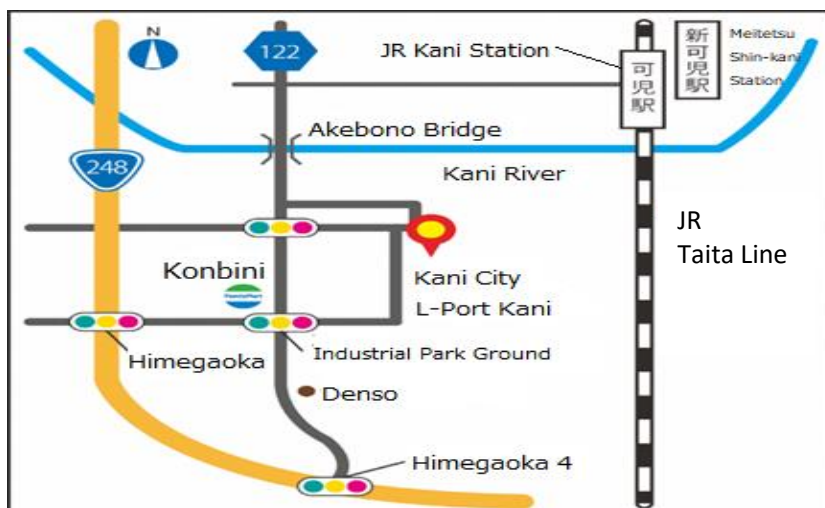 N
122
JR Kani Station
可児駅
新可児駅
Meitetsu
Shin-kani
Station
Akebono Bridge
248
Kani River
JR
Taita Line
Konbini
FamilyMart
Kani City
L-Port Kani
Himegaoka
Industrial Park Ground
Denso
Himegaoka 4